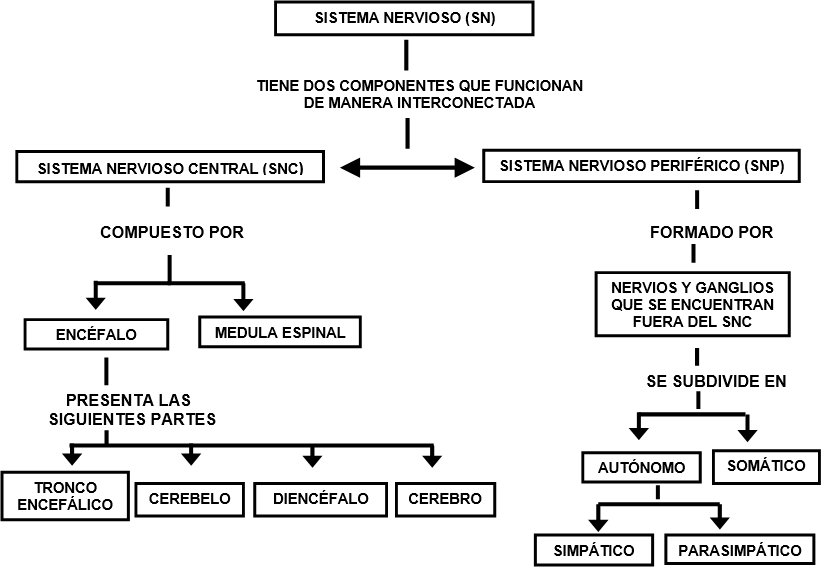 SISTEMA NERVIOSO (SN)
TIENE DOS COMPONENTES QUE FUNCIONAN
DE MANERA INTERCONECTADA
SISTEMA NERVIOSO CENTRAL (SNC)
SISTEMA NERVIOSO PERIFÉRICO (SNP)
COMPUESTO POR
FORMADO POR
NERVIOS Y GANGLIOS
QUE SE ENCUENTRAN
FUERA DEL SNC
ENCÉFALO
MEDULA ESPINAL
SE SUBDIVIDE EN
PRESENTA LAS
SIGUIENTES PARTES
AUTÓNOMO
SOMÁTICO
TRONCO
ENCEFÁLICO
CEREBELO
DIENCÉFALO
CEREBRO
SIMPÁTICO
PARASIMPÁTICO